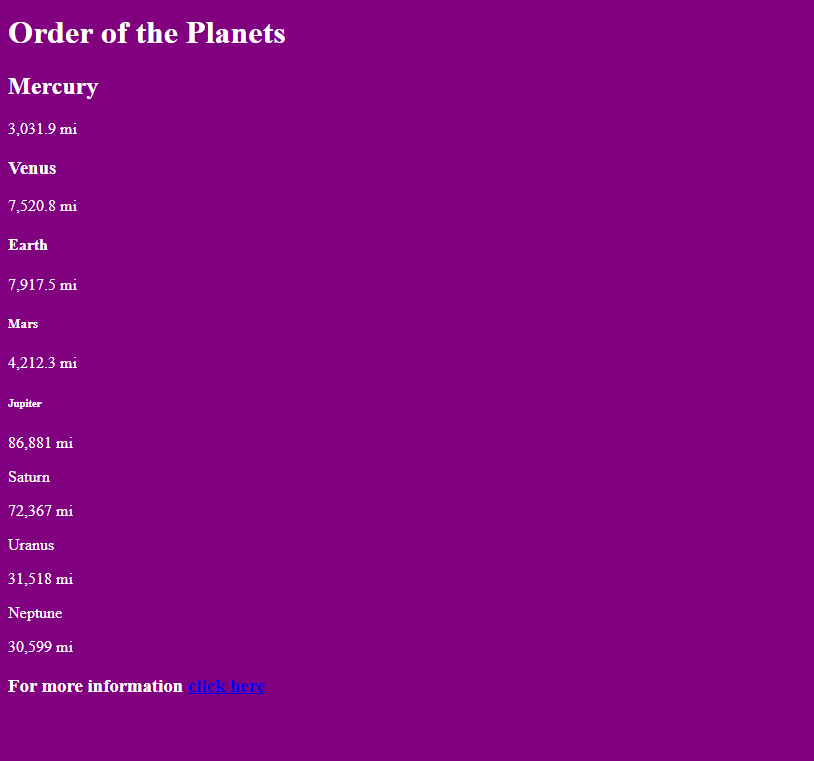 Order of the Planets
Mercury
3,031.9 mi
Venus
7,520.8 mi
Earth
7,917.5 mi
Mars
4,212.3 mi
Jupiter
86,881 mi
Saturn
72,367 mi
Uranus
31,518 mi
Neptune
30,599 mi
For more information click here